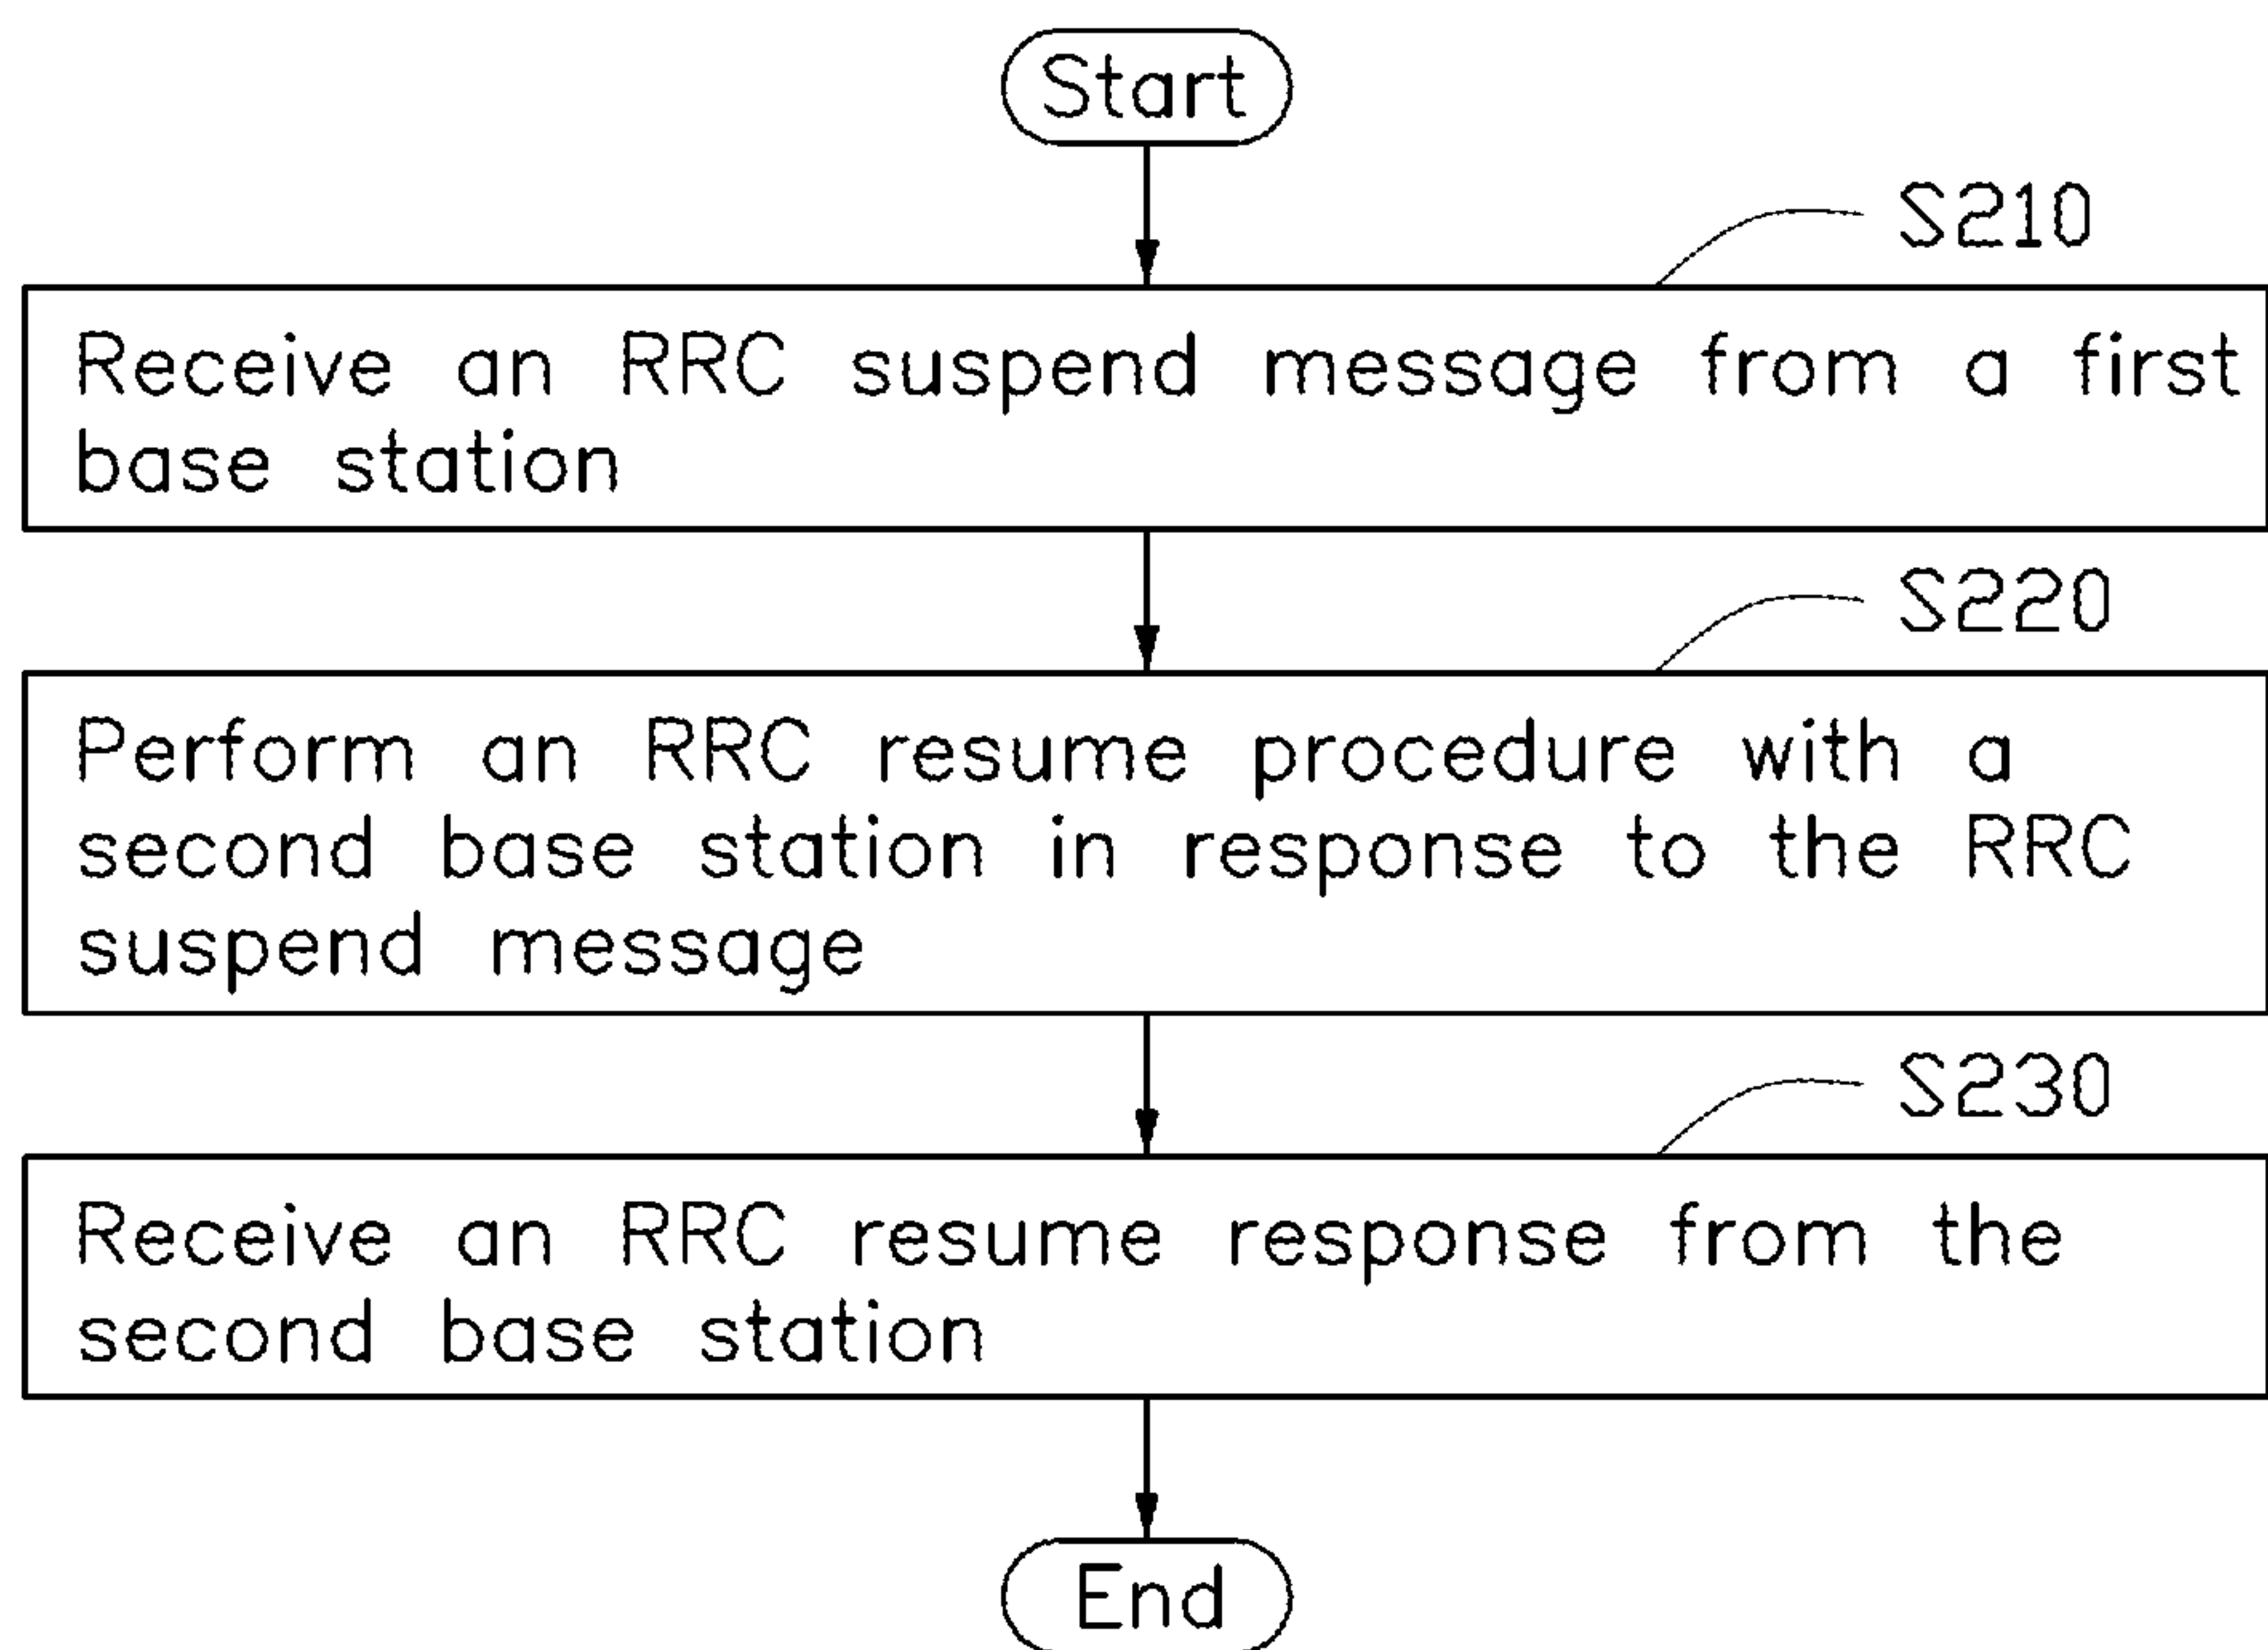 Start
S210
Receive an RRC suspend message from a first
base station
S220
Perform an RRC resume procedure with a
second base station in response to the RRC
suspend message
S230
Receive an RRC resume response from the
second base station
End